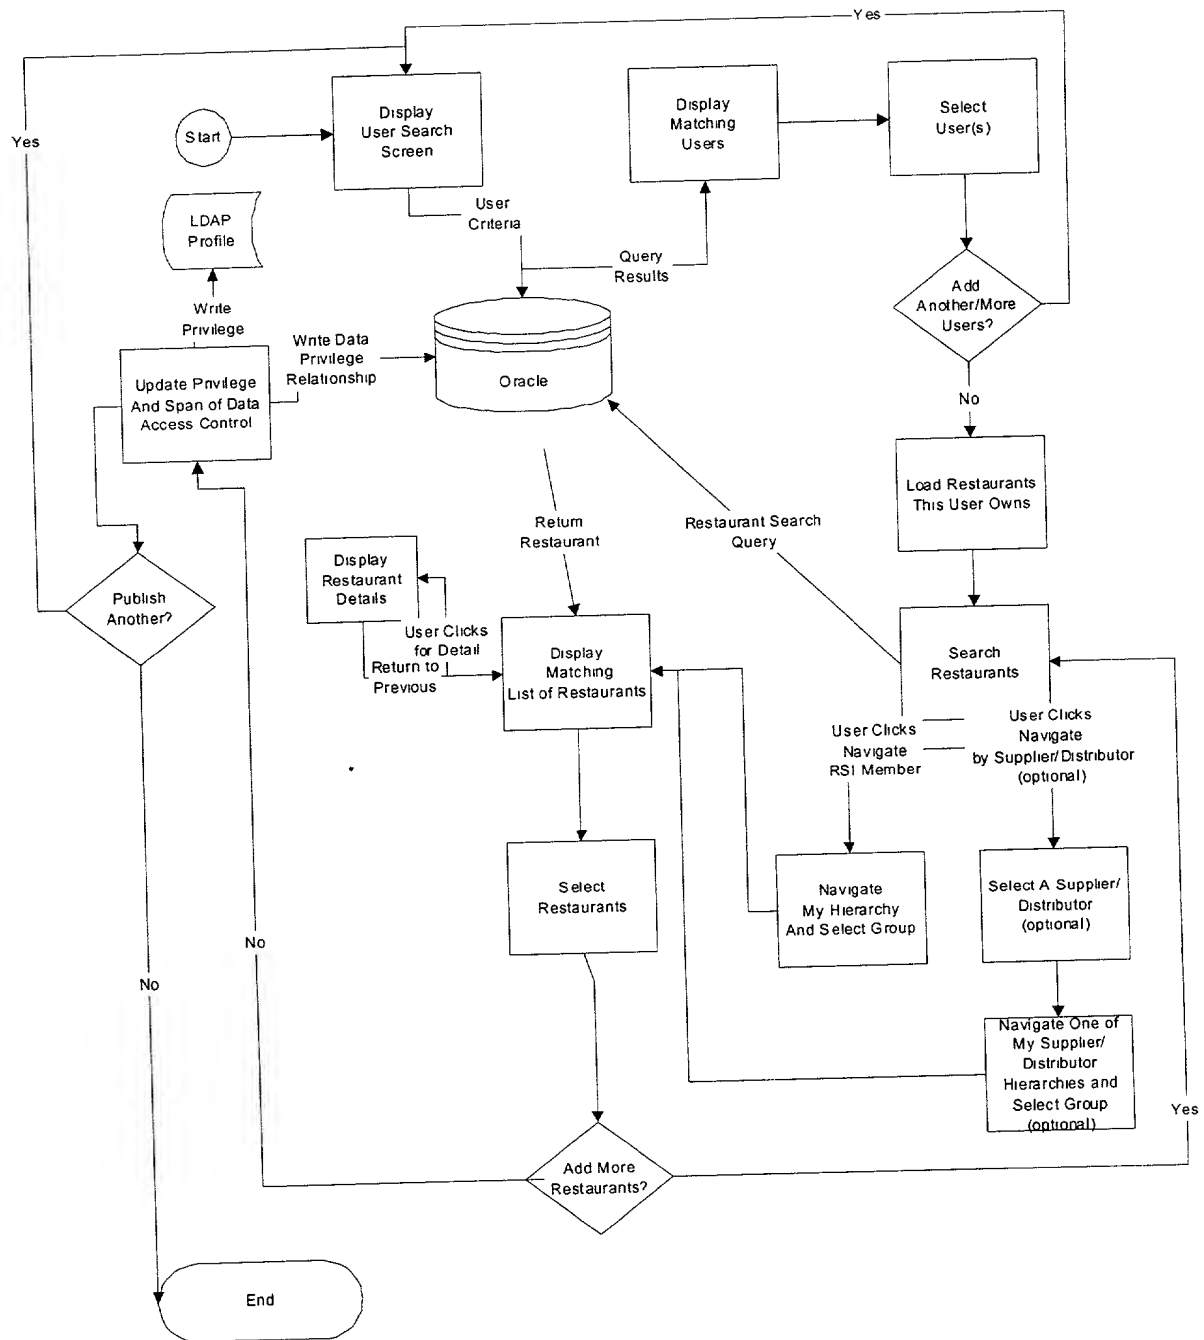 Yes
Yes
Start
Display
User Search
Screen
Display
Matching
Users
Select
User(s)
LDAP
Profile
User
Criteria
Query
Results
Add
Another/More
Users?
Write
Privilege
Write Data
Privilege
Relationship
Oracle
Update Privilege
And Span of Data
Access Control
No
Load Restaurants
This User Owns
Return
Restaurant
Restaurant Search
Query
Display
Restaurant
Details
Publish
Another?
User Clicks
for Detail
Return to
Previous
Display
Matching
List of Restaurants
Search
Restaurants
User Clicks
Navigate
RSI Member
User Clicks
Navigate
by Supplier/Distributor
(optional)
Select
Restaurants
Navigate
My Hierarchy
And Select Group
Select A Supplier/
Distributor
(optional)
No
No
Navigate One of
My Supplier/
Distributor
Hierarchies and
Select Group
(optional)
Yes
Add More
Restaurants?
End